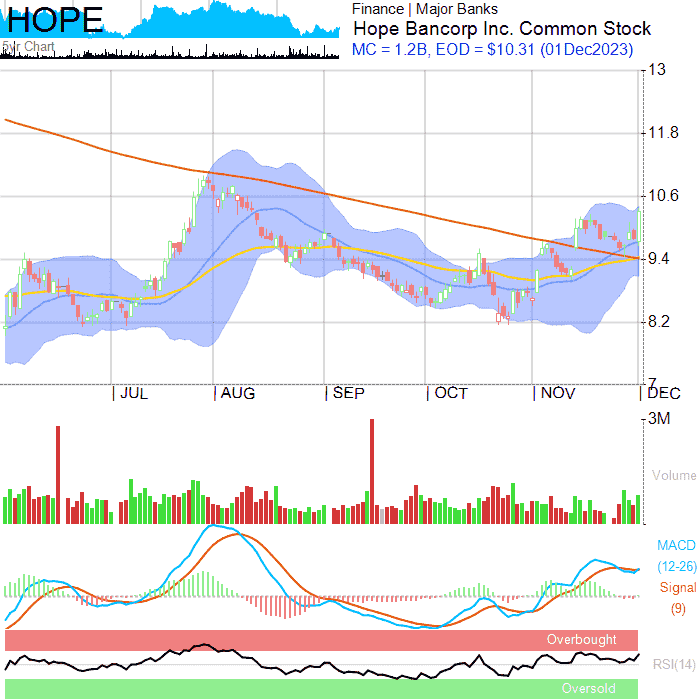 HOPE
5yr Chart
Finance | Major Banks
Hope Bancorp Inc. Common Stock
MC = 1.2B, EOD = $10.31 (01Dec2023)
13
11.8
10.6
9.4
8.2
7
JUL AUG SEP OCT NOV DEC
3M
Volume
MACD
(12-26)
Signal
(9)
Overbought
RSI(14)
Oversold